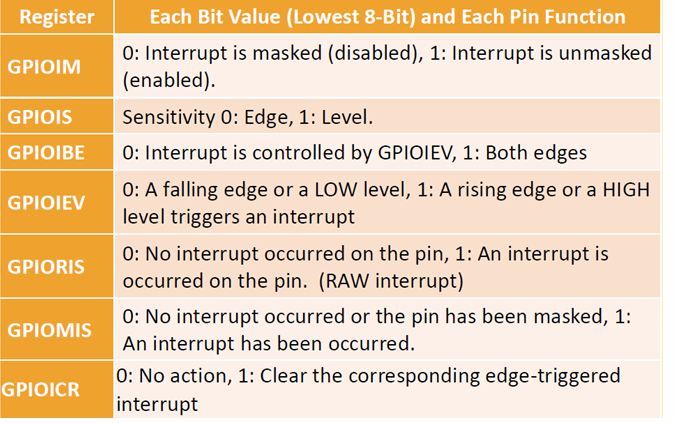 Register Each Bit Value (Lowest 8-Bit) and Each Pin Function
GPIOIM 0: Interrupt is masked (disabled), 1: Interrupt is unmasked
(enabled).
GPIOIS Sensitivity 0: Edge, 1: Level.
GPIOIBE 0: Interrupt is controlled by GPIOIEV, 1: Both edges
GPIOIEV 0: A falling edge or a LOW level, 1: A rising edge or a HIGH
level triggers an interrupt
GPIORIS 0: No interrupt occurred on the pin, 1: An interrupt is
occurred on the pin. (RAW interrupt)
GPIOMIS 0: No interrupt occurred or the pin has been masked, 1:
An interrupt has been occurred.
GPIOICR 0: No action, 1: Clear the corresponding edge-triggered
interrupt